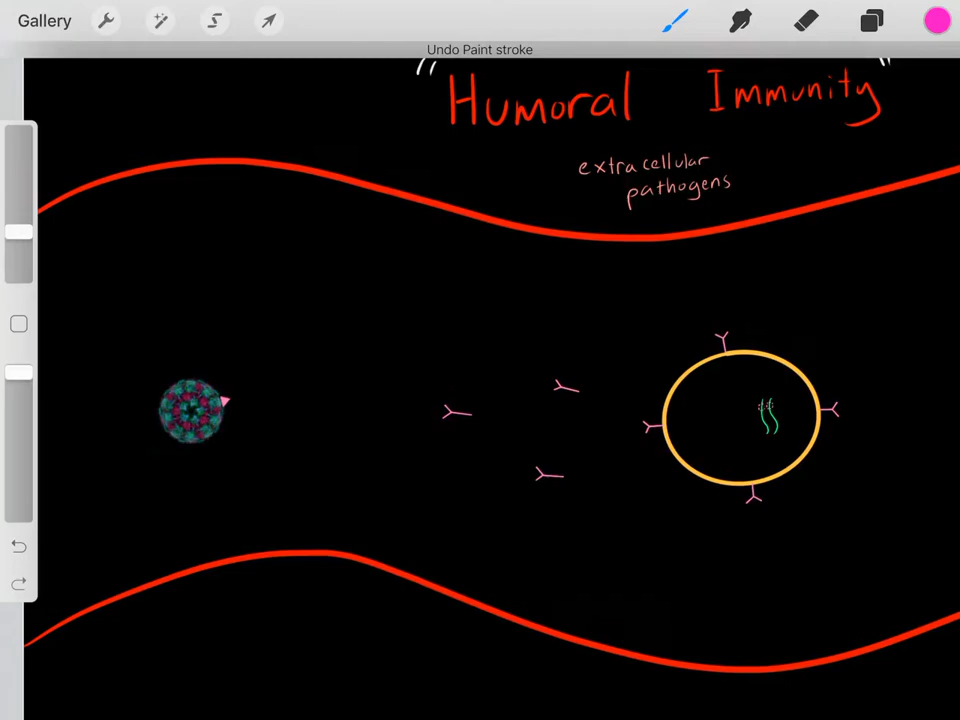 Gallery
Undo Paint stroke
"Humoral Immunity"
extracellular
pathogens